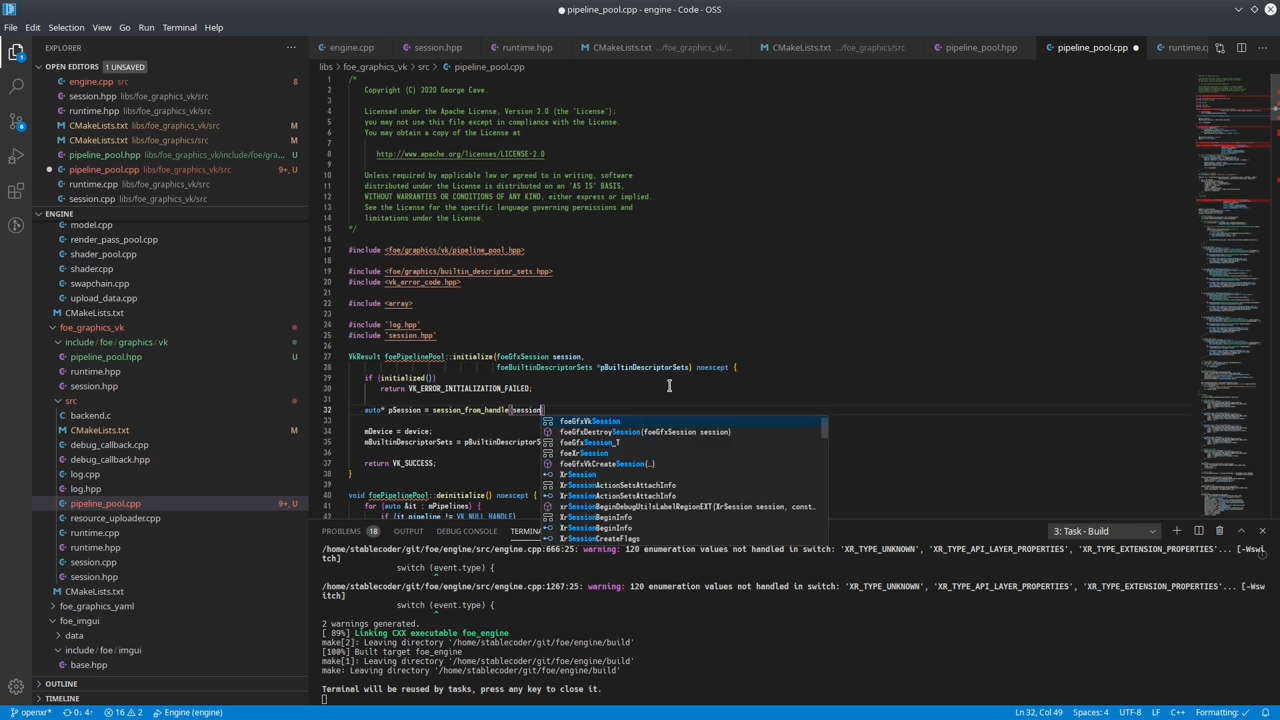 pipeline_pool.cpp - engine - Code - OSS
File Edit Selection View Go Run Terminal Help
EXPLORER
OPEN EDITORS 1 UNSAVED
engine.cpp src 8
session.hpp libs/foe_graphics_vk/src
runtime.hpp libs/foe_graphics_vk/src
CMakeLists.txt libs/foe_graphics_vk/src M
CMakeLists.txt libs/foe_graphics/src M
pipeline_pool.hpp libs/foe_graphics_vk/include/foe/gra... U
pipeline_pool.cpp libs/foe_graphics_vk/src 9+, U
runtime.cpp libs/foe_graphics_vk/src
session.cpp libs/foe_graphics_vk/src
ENGINE
model.cpp
render_pass_pool.cpp
shader_pool.cpp
shader.cpp
swapchain.cpp
upload_data.cpp
CMakeLists.txt
foe_graphics_vk
include / foe / graphics / vk
pipeline_pool.hpp U
runtime.hpp
session.hpp
src
backend.c
CMakeLists.txt M
debug_callback.cpp
debug_callback.hpp
log.cpp
log.hpp
pipeline_pool.cpp 9+, U
resource_uploader.cpp
runtime.cpp
runtime.hpp
session.cpp
session.hpp
CMakeLists.txt
foe_graphics_yaml
foe_imgui
data
include / foe / imgui
base.hpp
OUTLINE
TIMELINE
engine.cpp session.hpp runtime.hpp CMakeLists.txt .../foe_graphics_vk/... CMakeLists.txt .../foe_graphics/src pipeline_pool.hpp pipeline_pool.cpp runtime.c
libs > foe_graphics_vk > src > pipeline_pool.cpp
1 /*
2 Copyright (C) 2020 George Cave.
3
4 Licensed under the Apache License, Version 2.0 (the "License");
5 you may not use this file except in compliance with the License.
6 You may obtain a copy of the License at
7
8 http://www.apache.org/licenses/LICENSE-2.0
9
10 Unless required by applicable law or agreed to in writing, software
11 distributed under the License is distributed on an "AS IS" BASIS,
12 WITHOUT WARRANTIES OR CONDITIONS OF ANY KIND, either express or implied.
13 See the License for the specific language governing permissions and
14 limitations under the License.
15 */
16
17 #include <foe/graphics/vk/pipeline_pool.hpp>
18
19 #include <foe/graphics/builtin_descriptor_sets.hpp>
20 #include <vk_error_code.hpp>
21
22 #include <array>
23
24 #include "log.hpp"
25 #include "session.hpp"
26
27 VkResult foePipelinePool::initialize(foeGfxSession session,
28 foeBuiltinDescriptorSets *pBuiltinDescriptorSets) noexcept {
29 if (initialized())
30 return VK_ERROR_INITIALIZATION_FAILED;
31
32 auto* pSession = session_from_handle(session
33
34 mDevice = device;
35 mBuiltinDescriptorSets = pBuiltinDescriptorS
36
37 return VK_SUCCESS;
38 }
39
40 void foePipelinePool::deinitialize() noexcept {
41 for (auto &it : mPipelines) {
42 if (it.pipeline != VK_NULL_HANDLE)
foeGfxVkSession
foeGfxDestroySession(foeGfxSession session)
foeGfxSession_T
foeXrSession
foeGfxVkCreateSession(…)
XrSession
XrSessionActionSetsAttachInfo
XrSessionActionSetsAttachInfo
XrSessionBeginDebugUtilsLabelRegionEXT(XrSession session, const...
XrSessionBeginInfo
XrSessionBeginInfo
XrSessionCreateFlags
PROBLEMS 18 OUTPUT DEBUG CONSOLE TERMIN 3: Task - Build
/home/stablecoder/git/foe/engine/src/engine.cpp:666:25: warning: 120 enumeration values not handled in switch: 'XR_TYPE_UNKNOWN', 'XR_TYPE_API_LAYER_PROPERTIES', 'XR_TYPE_EXTENSION_PROPERTIES'... [-Wswi
tch]
switch (event.type) {
^
/home/stablecoder/git/foe/engine/src/engine.cpp:1267:25: warning: 120 enumeration values not handled in switch: 'XR_TYPE_UNKNOWN', 'XR_TYPE_API_LAYER_PROPERTIES', 'XR_TYPE_EXTENSION_PROPERTIES'... [-Wsw
itch]
switch (event.type) {
^
2 warnings generated.
[ 89%] Linking CXX executable foe_engine
make[2]: Leaving directory '/home/stablecoder/git/foe/engine/build'
[100%] Built target foe_engine
make[1]: Leaving directory '/home/stablecoder/git/foe/engine/build'
make: Leaving directory '/home/stablecoder/git/foe/engine/build'
Terminal will be reused by tasks, press any key to close it.
openxr* 0↓ 4↑ 16 2 Engine (engine) Ln 32, Col 49 Spaces: 4 UTF-8 LF C++ Formatting: ✓